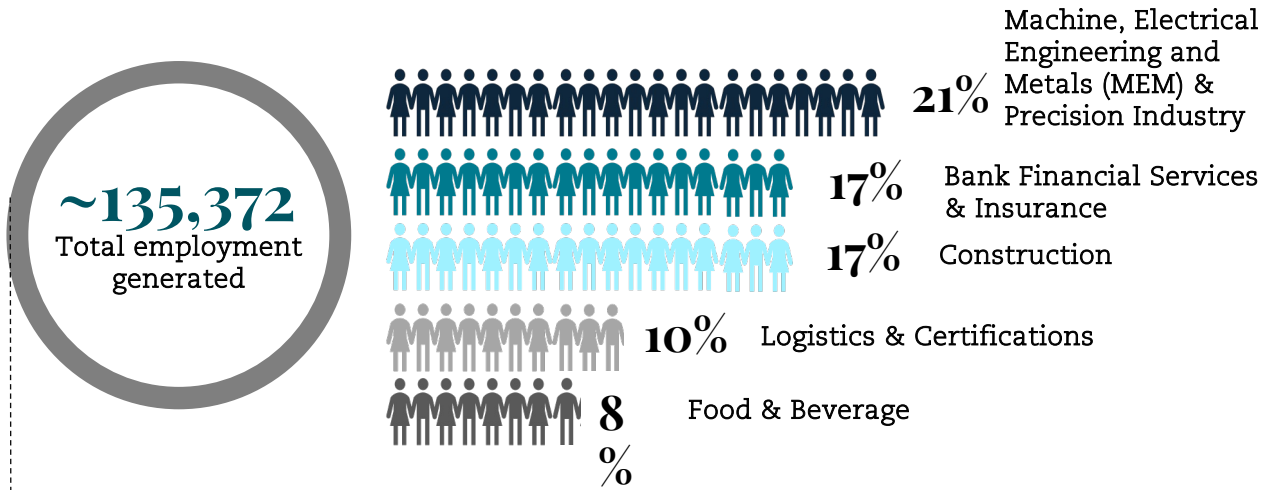 ~135,372
Total employment
generated
21%
Machine, Electrical
Engineering and
Metals (MEM) &
Precision Industry
17%
Bank Financial Services
& Insurance
17%
Construction
10%
Logistics & Certifications
8
%
Food & Beverage